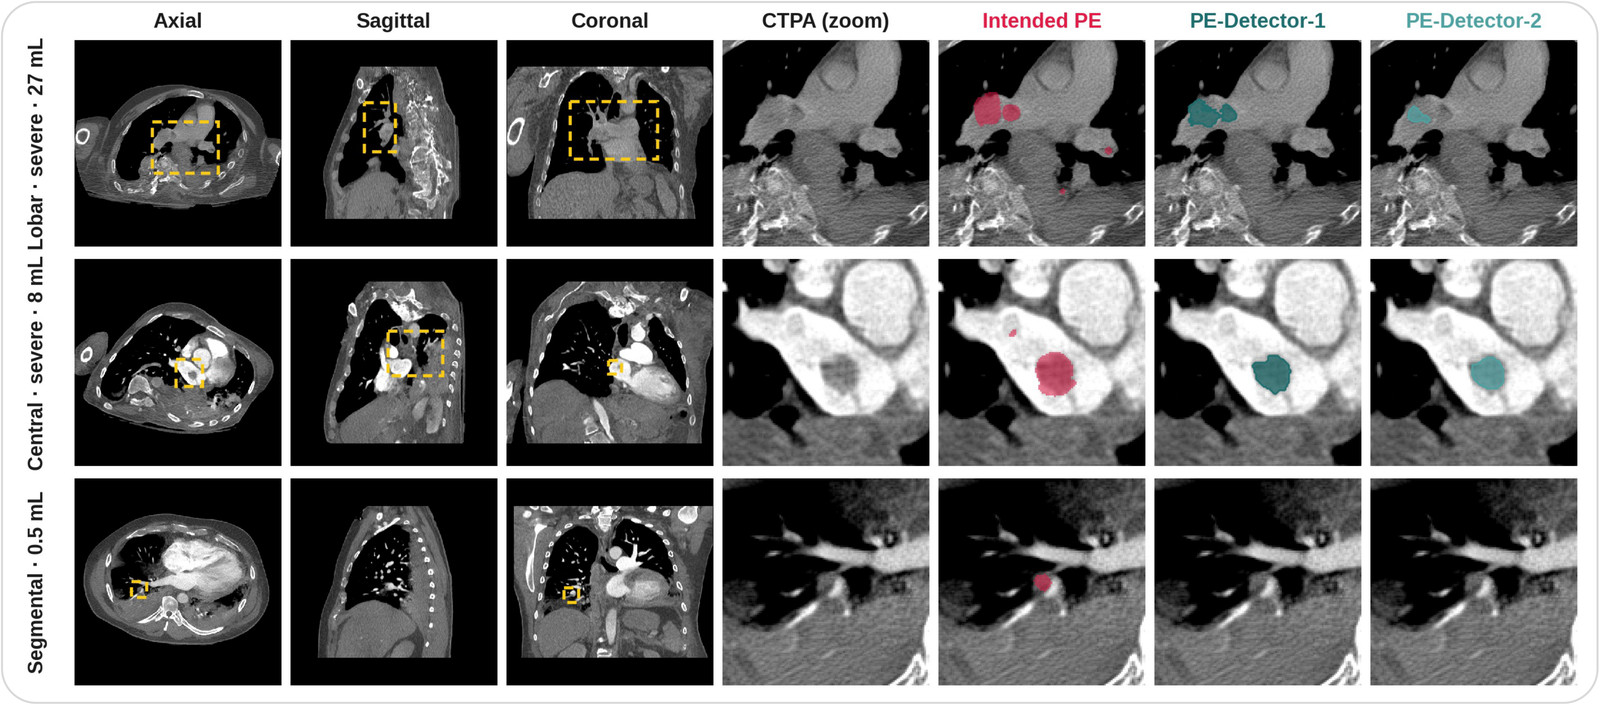 Axial
Sagittal
Coronal
CTPA (zoom)
Intended PE
PE-Detector-1
PE-Detector-2
Lobar · severe · 27 mL
Central · severe · 8 mL
Segmental · 0.5 mL